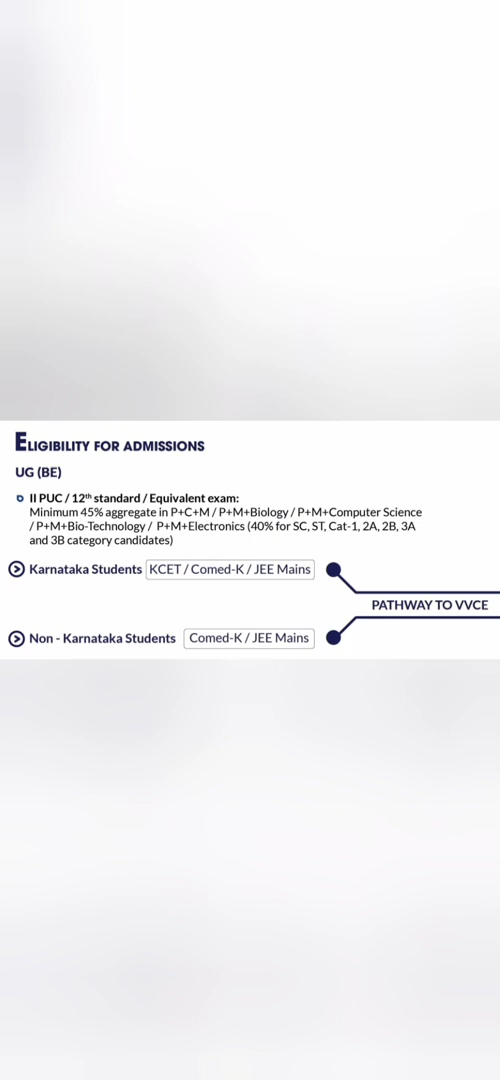 ELIGIBILITY FOR ADMISSIONS
UG (BE)
II PUC / 12th standard / Equivalent exam:
Minimum 45% aggregate in P+C+M / P+M+Biology / P+M+Computer Science
/ P+M+Bio-Technology / P+M+Electronics (40% for SC, ST, Cat-1, 2A, 2B, 3A
and 3B category candidates)
Karnataka Students KCET / Comed-K / JEE Mains
PATHWAY TO VVCE
Non - Karnataka Students Comed-K / JEE Mains